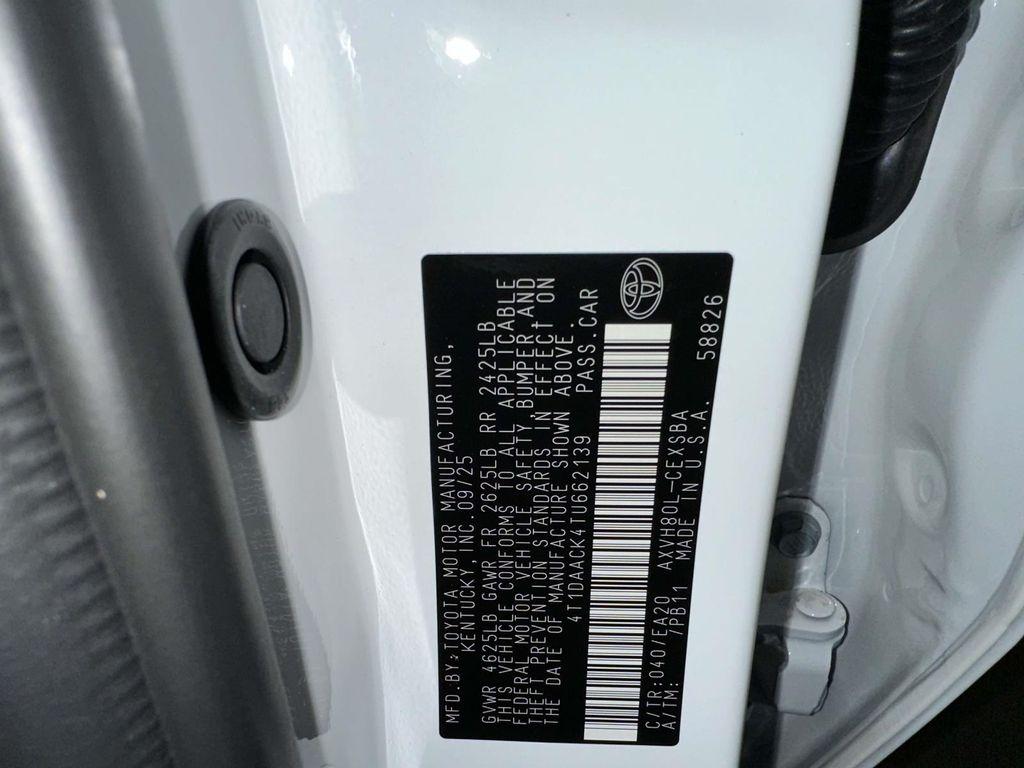 MFD.BY:TOYOTA MOTOR MANUFACTURING,
KENTUCKY, INC. 09/25
GVWR 4625LB GAWR FR 2625LB RR 2425LB
THIS VEHICLE CONFORMS TO ALL APPLICABLE
FEDERAL MOTOR VEHICLE SAFETY,BUMPER,AND
THEFT PREVENTION STANDARDS IN EFFECT ON
THE DATE OF MANUFACTURE SHOWN ABOVE.
4T1DAACK4TU662139 PASS.CAR
C/TR:040/EA20 AXVH80L-CEXSBA
A/TM: 7PB11 MADE IN U.S.A. 58826